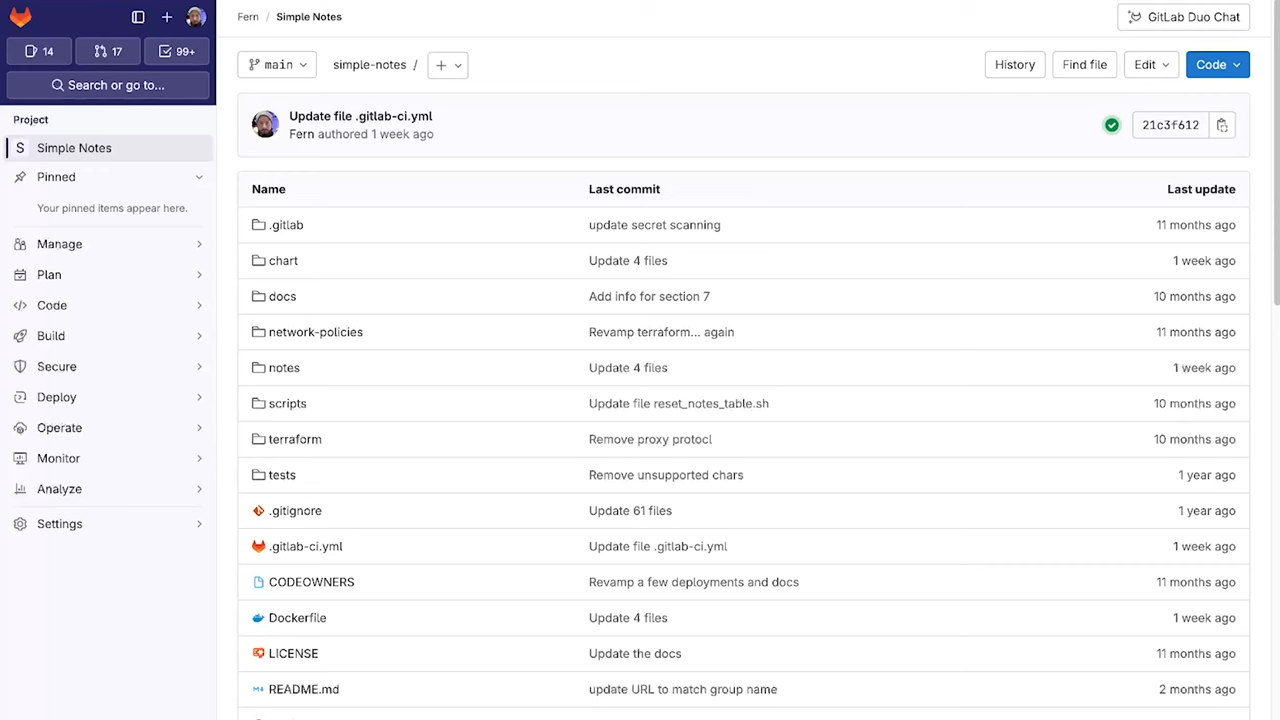 Fern / Simple Notes
GitLab Duo Chat
14
17
99+
Search or go to...
Project
S Simple Notes
Pinned
Your pinned items appear here.
Manage
Plan
Code
Build
Secure
Deploy
Operate
Monitor
Analyze
Settings
main
simple-notes /
+
History
Find file
Edit
Code
Update file .gitlab-ci.yml
Fern authored 1 week ago
21c3f612
Name Last commit Last update
.gitlab update secret scanning 11 months ago
chart Update 4 files 1 week ago
docs Add info for section 7 10 months ago
network-policies Revamp terraform... again 11 months ago
notes Update 4 files 1 week ago
scripts Update file reset_notes_table.sh 10 months ago
terraform Remove proxy protocl 10 months ago
tests Remove unsupported chars 1 year ago
.gitignore Update 61 files 1 year ago
.gitlab-ci.yml Update file .gitlab-ci.yml 1 week ago
CODEOWNERS Revamp a few deployments and docs 11 months ago
Dockerfile Update 4 files 1 week ago
LICENSE Update the docs 11 months ago
README.md update URL to match group name 2 months ago